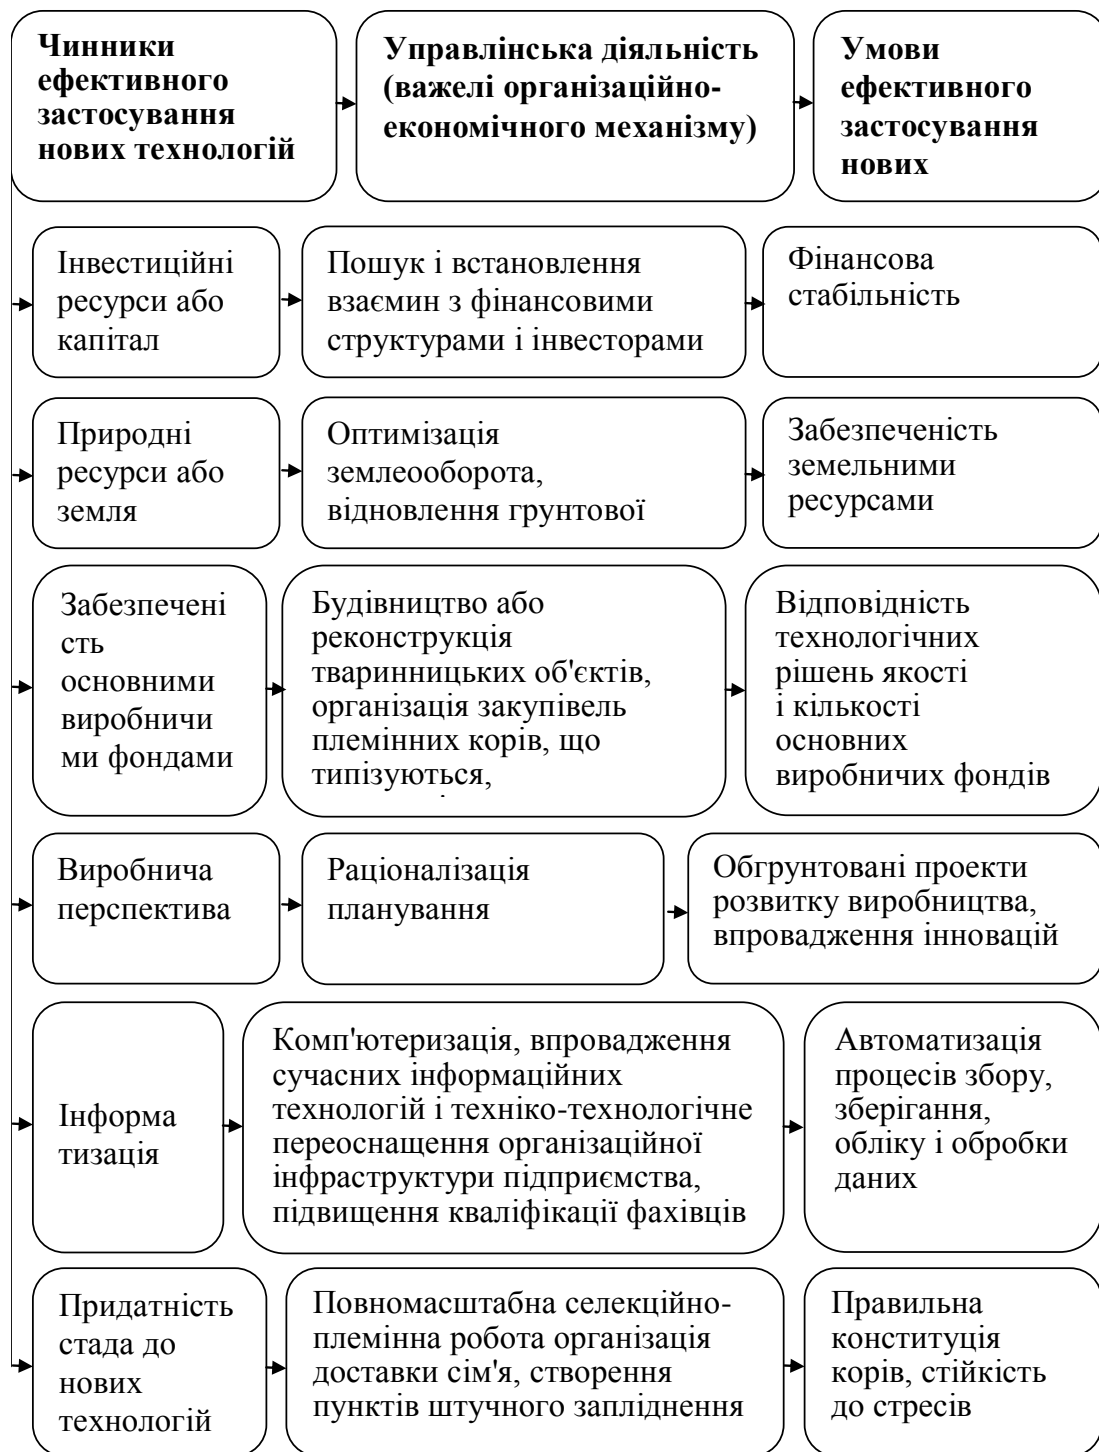 Чинники
ефективного
застосування
нових технологій
Управлінська діяльність
(важелі організаційно-
економічного механізму)
Умови
ефективного
застосування
нових
Інвестиційні
ресурси або
капітал
Пошук і встановлення
взаємин з фінансовими
структурами і інвесторами
Фінансова
стабільність
Природні
ресурси або
земля
Оптимізація
землеооборота,
відновлення грунтової
Забезпеченість
земельними
ресурсами
Забезпечені
сть
основними
виробничи
ми фондами
Будівництво або
реконструкція
тваринницьких об'єктів,
організація закупівель
племінних корів, що
типізуються,
Відповідність
технологічних
рішень якості
і кількості
основних
виробничих фондів
Виробнича
перспектива
Раціоналізація
планування
Обгрунтовані проекти
розвитку виробництва,
впровадження інновацій
Інформа
тизація
Комп'ютеризація, впровадження
сучасних інформаційних
технологій і техніко-технологічне
переоснащення організаційної
інфраструктури підприємства,
підвищення кваліфікації фахівців
Автоматизація
процесів збору,
зберігання,
обліку і обробки
даних
Придатність
стада до
нових
технологій
Повномасштабна селекційно-
племінна робота організація
доставки сім'я, створення
пунктів штучного запліднення
Правильна
конституція
корів, стійкість
до стресів